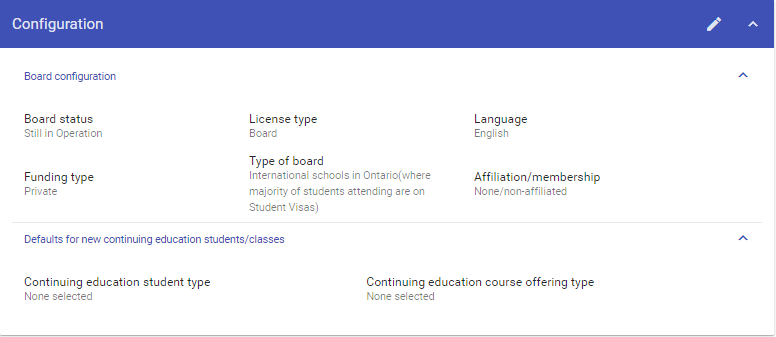 Configuration
Board configuration
Board status
Still in Operation
License type
Board
Language
English
Funding type
Private
Type of board
International schools in Ontario(where
majority of students attending are on
Student Visas)
Affiliation/membership
None/non-affiliated
Defaults for new continuing education students/classes
Continuing education student type
None selected
Continuing education course offering type
None selected